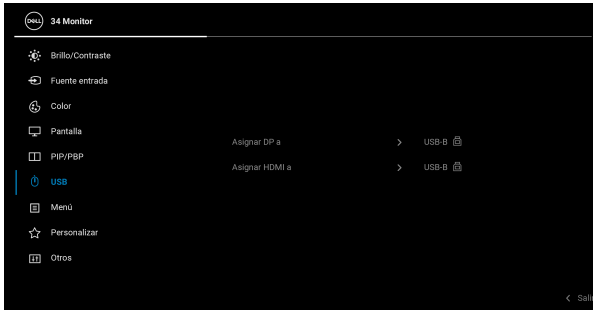 DELL
34 Monitor
Brillo/Contraste
Fuente entrada
Color
Pantalla
PIP/PBP
USB
Menú
Personalizar
Otros
Asignar DP a > USB-B
Asignar HDMI a > USB-B
Salir